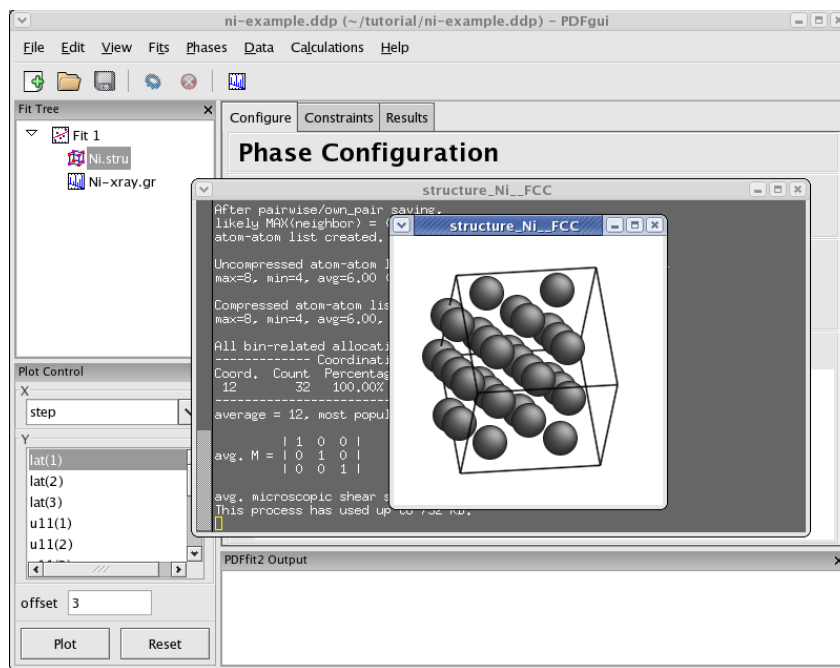 ni-example.ddp (~/tutorial/ni-example.ddp) - PDFgui
File Edit View Fits Phases Data Calculations Help
Fit Tree
Fit 1
Ni.stru
Ni-xray.gr
Configure Constraints Results
Phase Configuration
structure_Ni__FCC
After pairwise/own_pair saving,
likely MAX(neighbor) =
atom-atom list created.
Uncompressed atom-atom
max=8, min=4, avg=6.00
Compressed atom-atom
max=8, min=4, avg=6.00,
All bin-related
------------- 
Coord. Count
12 32 100.00%
average = 12, most
| 1 0 0 |
avg. M = | 0 1 0 |
| 0 0 1 |
avg. microscopic shear
This process has used up to 752 Kb.
structure_Ni__FCC
Plot Control
X
step
Y
lat(1)
lat(2)
lat(3)
u11(1)
u11(2)
offset 3
Plot Reset
PDFfit2 Output